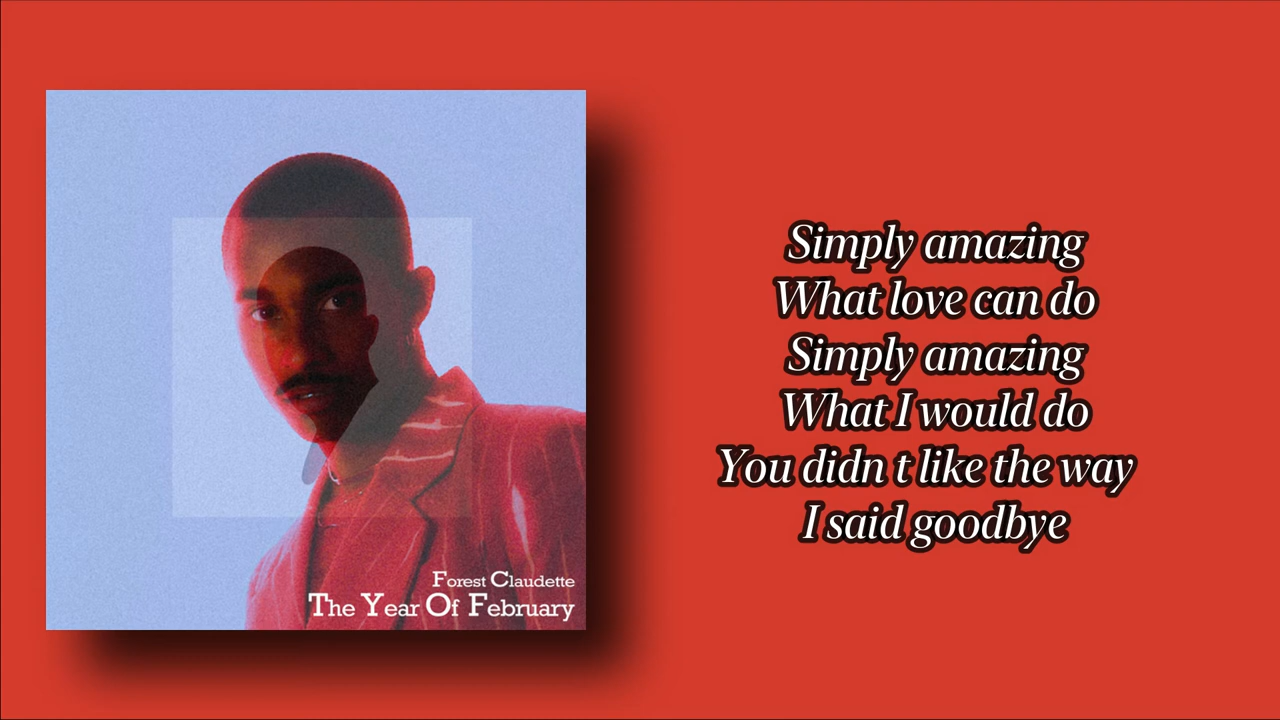 Forest Claudette
The Year Of February
Simply amazing
What love can do
Simply amazing
What I would do
You didn t like the way
I said goodbye